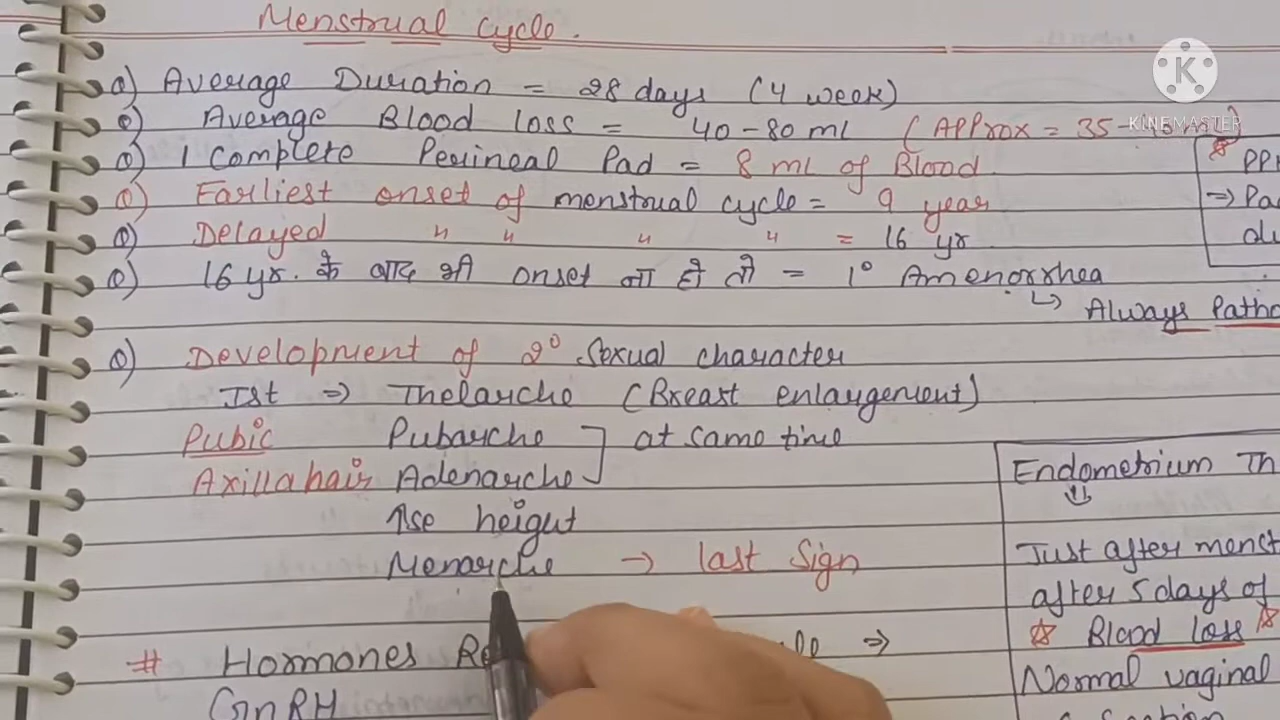 Menstrual Cycle.
Average Duration = 28 days (4 week)
Average Blood loss = 40-80 ml (Approx = 35-
KINEMASTER
1 Complete Perineal Pad = 8 ml of Blood
Earliest onset of menstrual cycle = 9 year
Delayed " " " " = 16 yr
16 yr. के बाद भी onset ना हो तो = 1° Amenorrhea
↳ Always Patho
Development of 2° Sexual character
Ist ⇒ Thelarche (Breast enlargement)
Pubic Pubarche
Axilla hair Adenarche
at same time
↑se height
Menarche → last Sign
# Hormones ⇒
GnRH
PP
→ Pa
Endometrium Th
⇓
Just after menct
after 5 days of
☆ Blood loss ☆
Normal vaginal
K